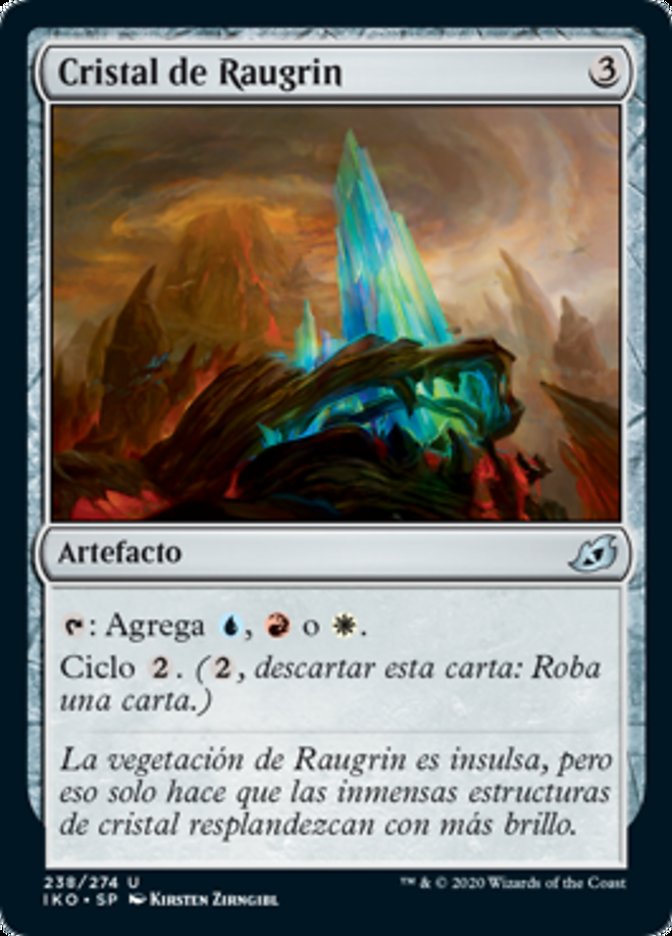 Cristal de Raugrin 3
Artefacto
: Agrega , o .
Ciclo 2. (2, descartar esta carta: Roba
una carta.)
La vegetación de Raugrin es insulsa, pero
eso solo hace que las inmensas estructuras
de cristal resplandezcan con más brillo.
238/274 U
™ & © 2020 Wizards of the Coast
IKO • SP Kirsten Zirngibl